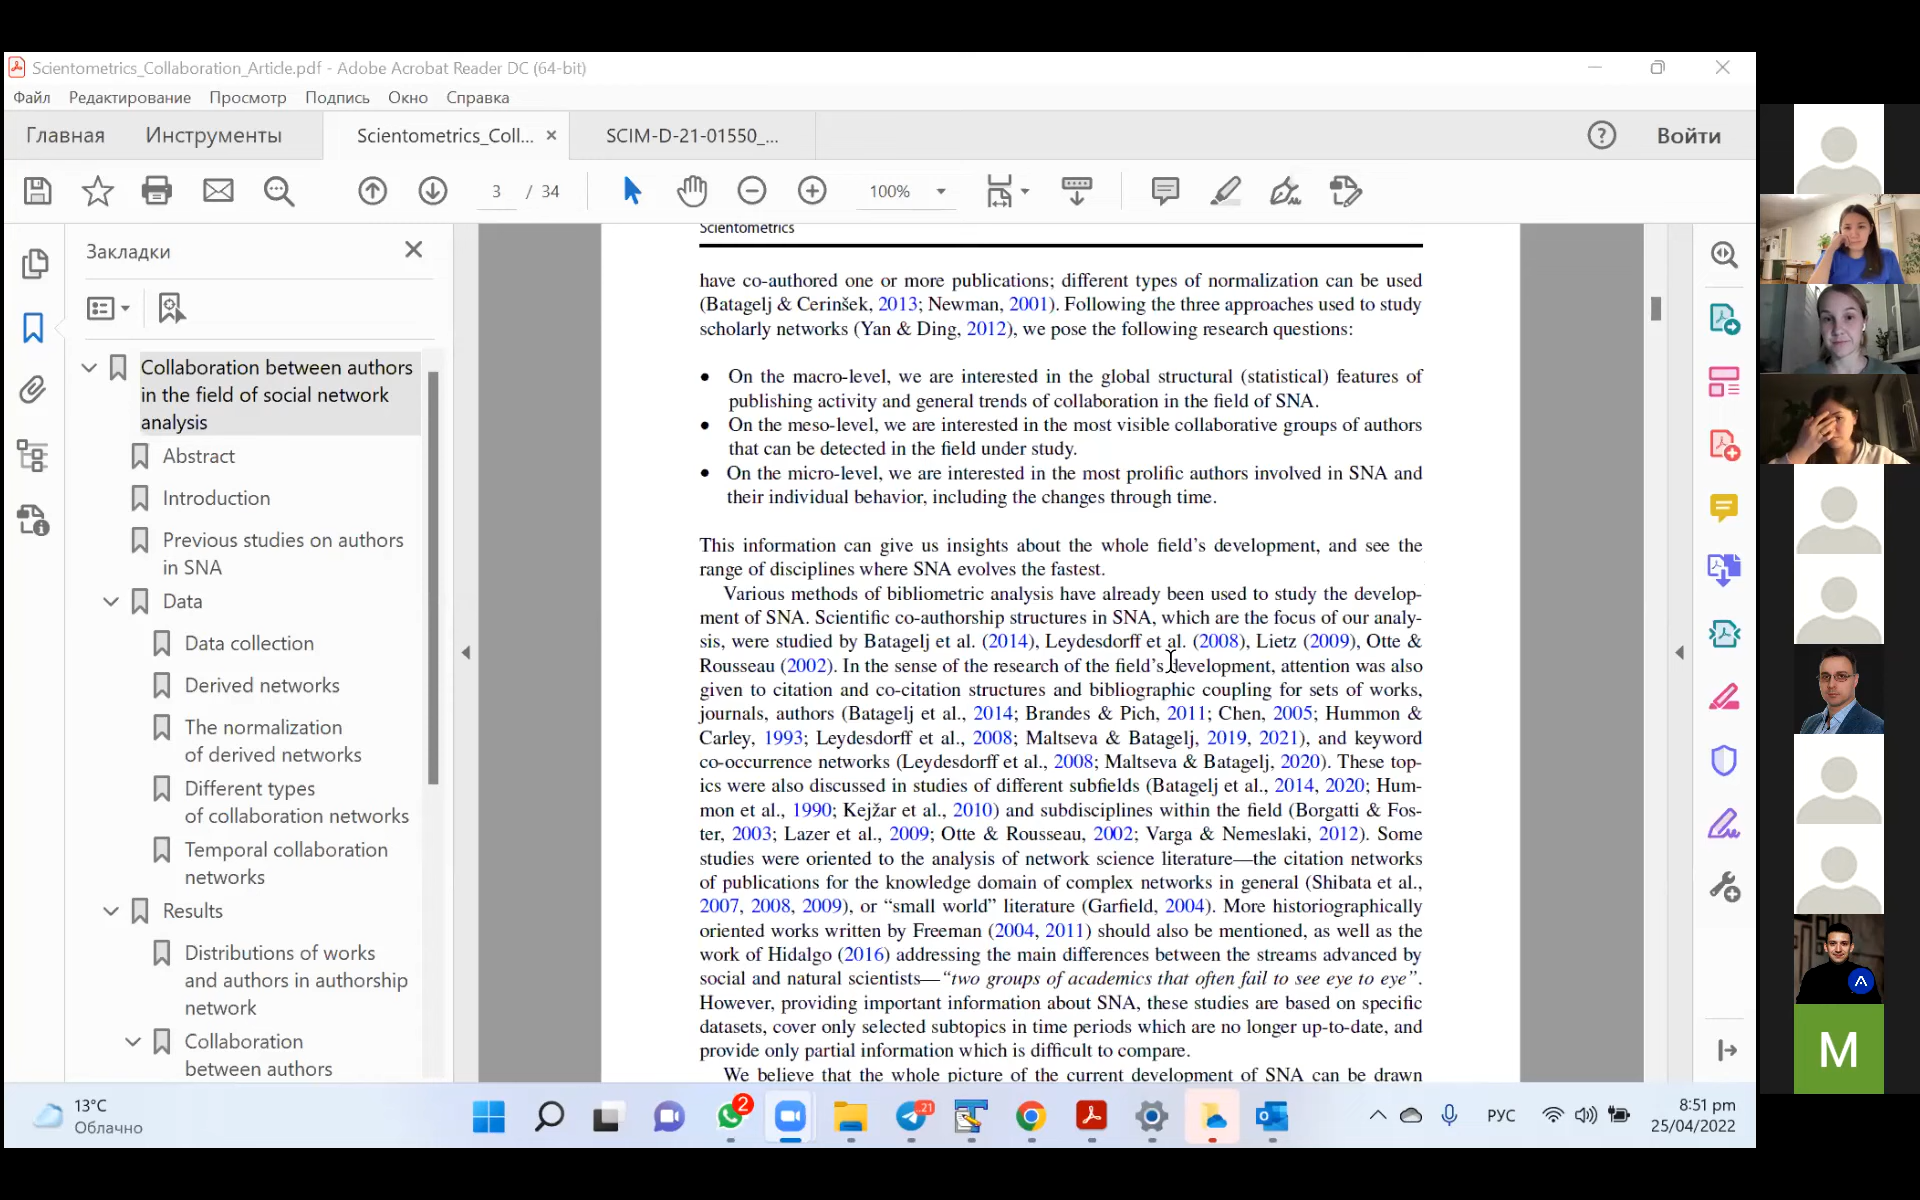 Scientometrics_Collaboration_Article.pdf - Adobe Acrobat Reader DC (64-bit)
Файл Редактирование Просмотр Подпись Окно Справка
Главная Инструменты Scientometrics_Coll... SCIM-D-21-01550_... Войти
3 / 34 100%
Закладки
Collaboration between authors
in the field of social network
analysis
Abstract
Introduction
Previous studies on authors
in SNA
Data
Data collection
Derived networks
The normalization
of derived networks
Different types
of collaboration networks
Temporal collaboration
networks
Results
Distributions of works
and authors in authorship
network
Collaboration
between authors
Scientometrics
have co-authored one or more publications; different types of normalization can be used
(Batagelj & Cerinšek, 2013; Newman, 2001). Following the three approaches used to study
scholarly networks (Yan & Ding, 2012), we pose the following research questions:
• On the macro-level, we are interested in the global structural (statistical) features of
publishing activity and general trends of collaboration in the field of SNA.
• On the meso-level, we are interested in the most visible collaborative groups of authors
that can be detected in the field under study.
• On the micro-level, we are interested in the most prolific authors involved in SNA and
their individual behavior, including the changes through time.
This information can give us insights about the whole field’s development, and see the
range of disciplines where SNA evolves the fastest.
Various methods of bibliometric analysis have already been used to study the develop-
ment of SNA. Scientific co-authorship structures in SNA, which are the focus of our analy-
sis, were studied by Batagelj et al. (2014), Leydesdorff et al. (2008), Lietz (2009), Otte &
Rousseau (2002). In the sense of the research of the field’s development, attention was also
given to citation and co-citation structures and bibliographic coupling for sets of works,
journals, authors (Batagelj et al., 2014; Brandes & Pich, 2011; Chen, 2005; Hummon &
Carley, 1993; Leydesdorff et al., 2008; Maltseva & Batagelj, 2019, 2021), and keyword
co-occurrence networks (Leydesdorff et al., 2008; Maltseva & Batagelj, 2020). These top-
ics were also discussed in studies of different subfields (Batagelj et al., 2014, 2020; Hum-
mon et al., 1990; Kejžar et al., 2010) and subdisciplines within the field (Borgatti & Fos-
ter, 2003; Lazer et al., 2009; Otte & Rousseau, 2002; Varga & Nemeslaki, 2012). Some
studies were oriented to the analysis of network science literature—the citation networks
of publications for the knowledge domain of complex networks in general (Shibata et al.,
2007, 2008, 2009), or “small world” literature (Garfield, 2004). More historiographically
oriented works written by Freeman (2004, 2011) should also be mentioned, as well as the
work of Hidalgo (2016) addressing the main differences between the streams advanced by
social and natural scientists—“two groups of academics that often fail to see eye to eye”.
However, providing important information about SNA, these studies are based on specific
datasets, cover only selected subtopics in time periods which are no longer up-to-date, and
provide only partial information which is difficult to compare.
We believe that the whole picture of the current development of SNA can be drawn
M
13°C
Облачно
2
21
РУС
8:51 pm
25/04/2022